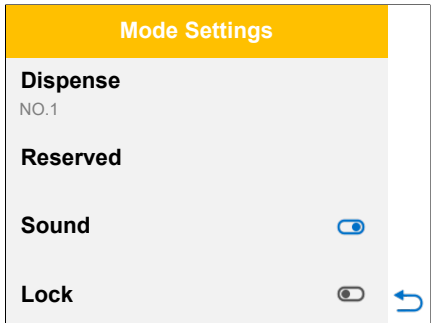 Mode Settings
Dispense
NO.1
Reserved
Sound
Lock